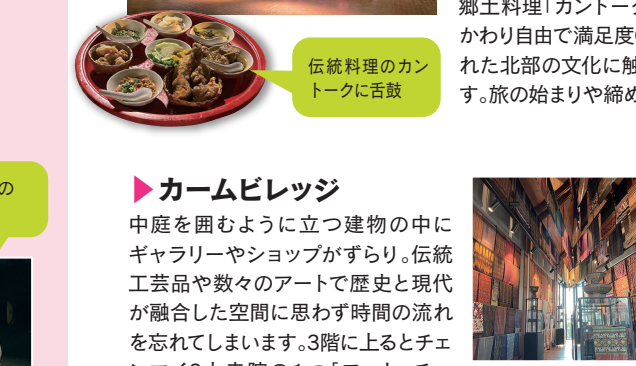 郷土料理「カントーク
かわり自由で満足度
れた北部の文化に触
す。旅の始まりや締め
伝統料理のカン
トークに舌鼓
の
▶カームビレッジ
中庭を囲むように立つ建物の中に
ギャラリーやショップがずらり。伝統
工芸品や数々のアートで歴史と現代
が融合した空間に思わず時間の流れ
を忘れてしまいます。3階に上るとチェ